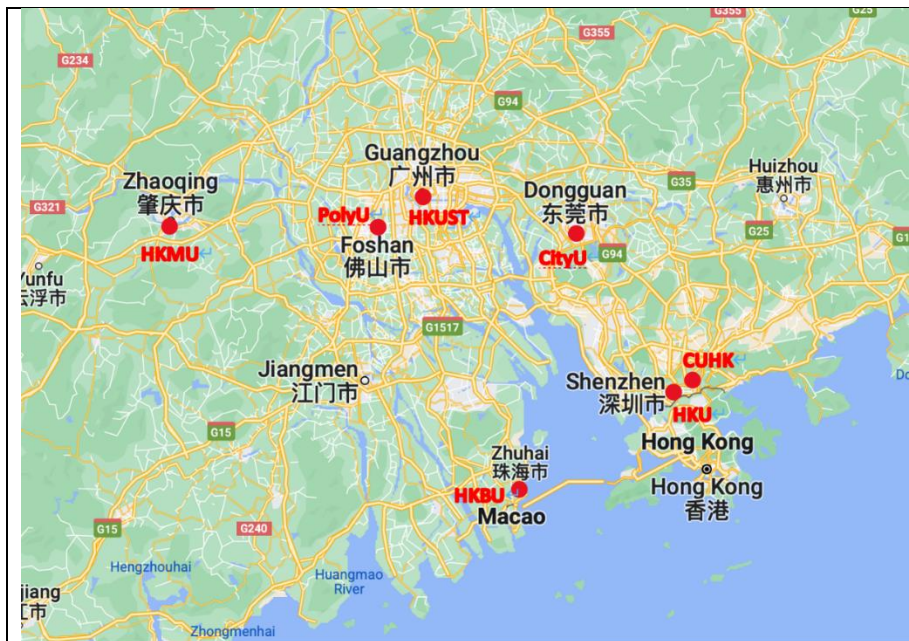 G355
G25
G234
G355
G94
Guangzhou
广州市
Huizhou
惠州市
Zhaoqing
肇庆市
Dongguan
东莞市
G35
G321
PolyU
HKUST
HKMU
Foshan
佛山市
CityU
G94
G25
Yunfu
云浮市
G1517
Jiangmen
江门市
CUHK
Shenzhen
深圳市
HKU
G15
Hong Kong
Zhuhai
珠海市
Hong Kong
香港
HKBU
Macao
G15
G240
Hengzhouhai
Huangmao
River
jiang
江市
Zhongmenhai